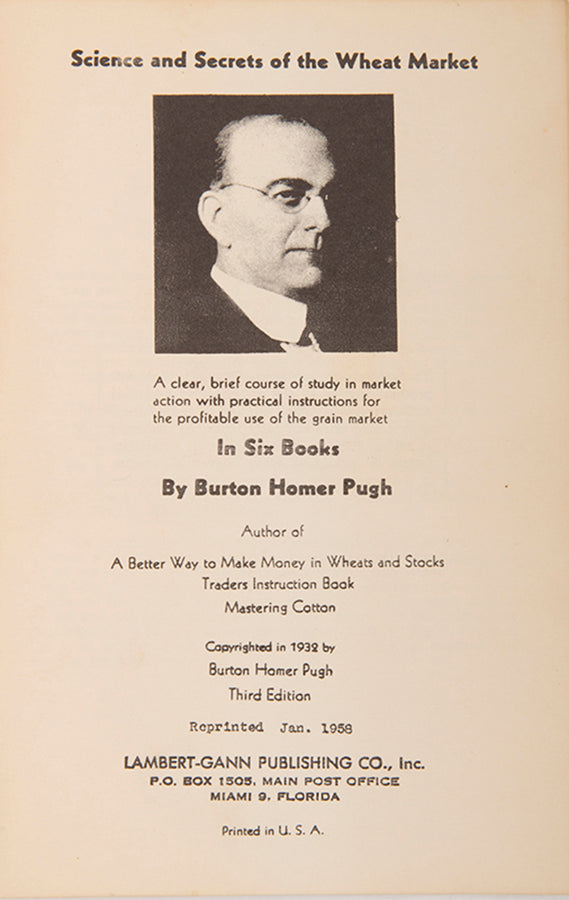 Science and Secrets of the Wheat Market
A clear, brief course of study in market
action with practical instructions for
the profitable use of the grain market
In Six Books
By Burton Homer Pugh
Author of
A Better Way to Make Money in Wheats and Stocks
Traders Instruction Book
Mastering Cotton
Copyrighted in 1932 by
Burton Homer Pugh
Third Edition
Reprinted Jan. 1958
LAMBERT-GANN PUBLISHING CO., Inc.
P.O. BOX 1505, MAIN POST OFFICE
MIAMI 9, FLORIDA
Printed in U. S. A.